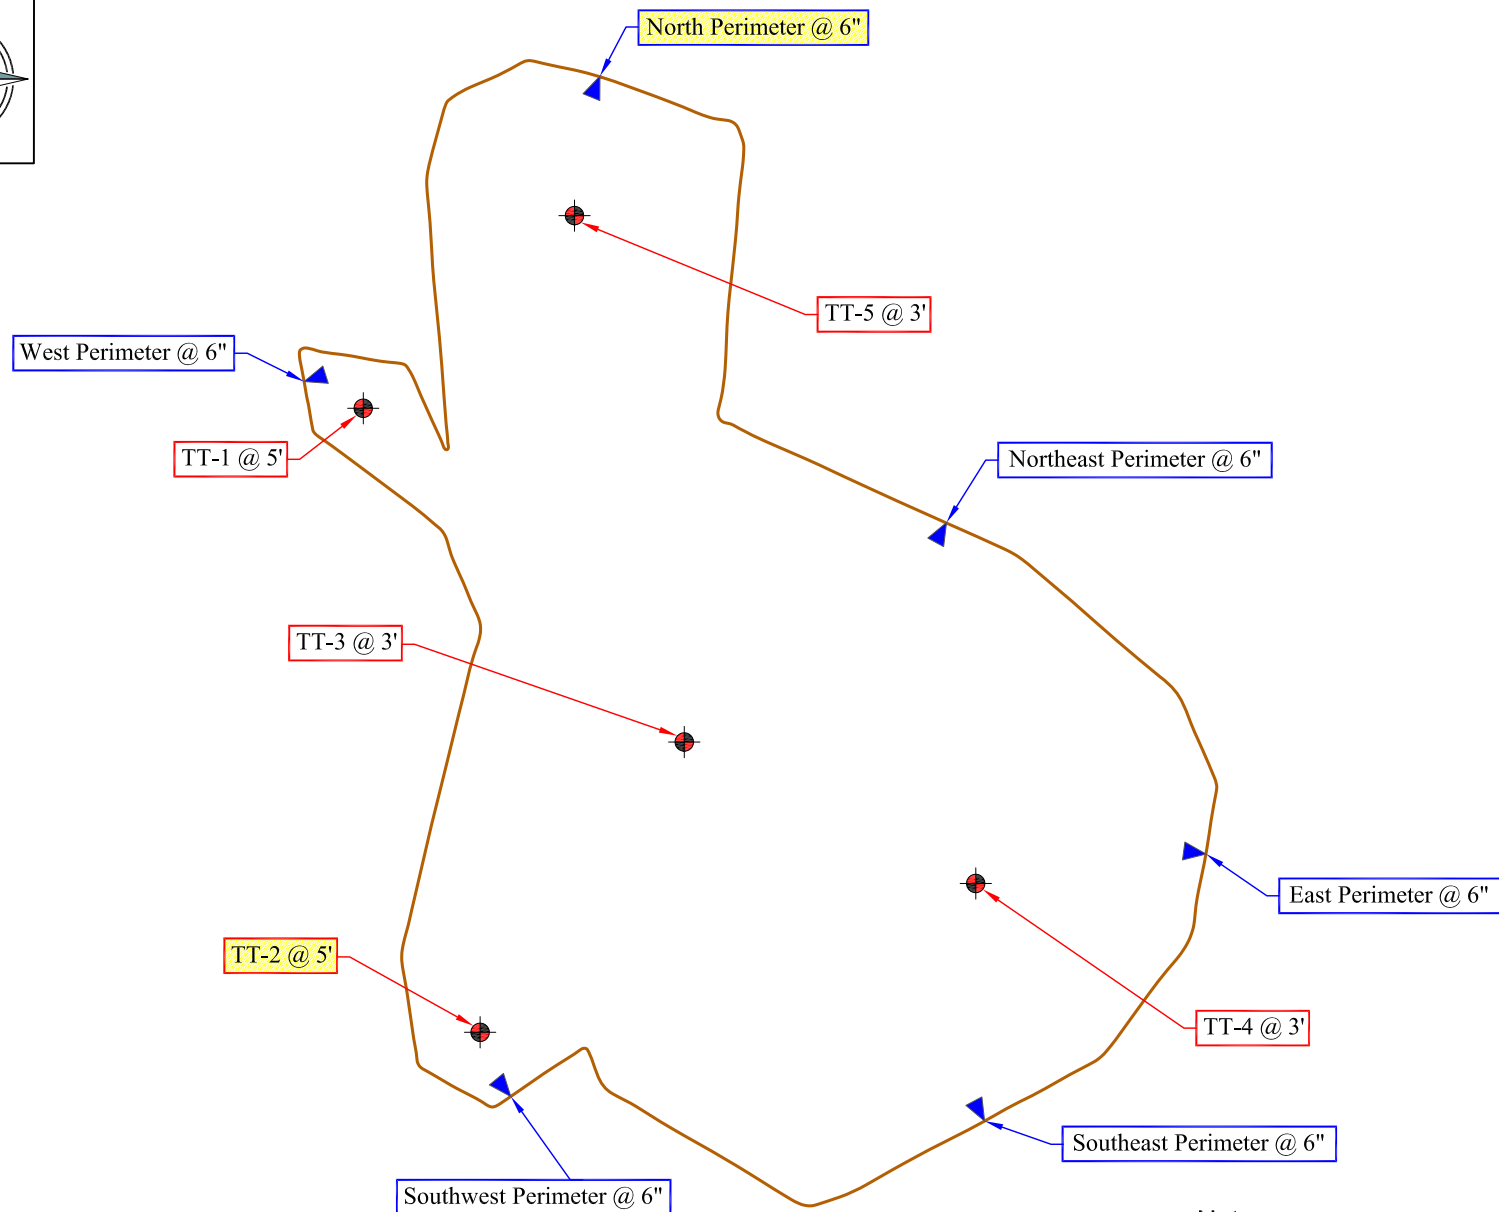 North Perimeter @ 6"
TT-5 @ 3'
West Perimeter @ 6"
TT-1 @ 5'
Northeast Perimeter @ 6"
TT-3 @ 3'
East Perimeter @ 6"
TT-2 @ 5'
TT-4 @ 3'
Southeast Perimeter @ 6"
Southwest Perimeter @ 6"